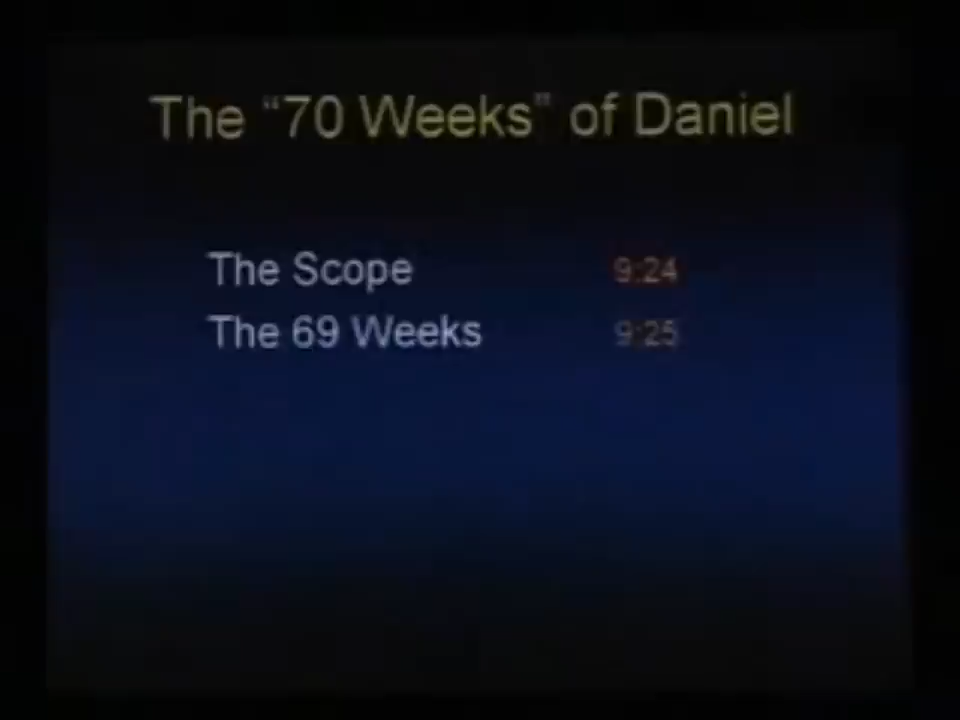 The “70 Weeks” of Daniel
The Scope 9:24
The 69 Weeks 9:25